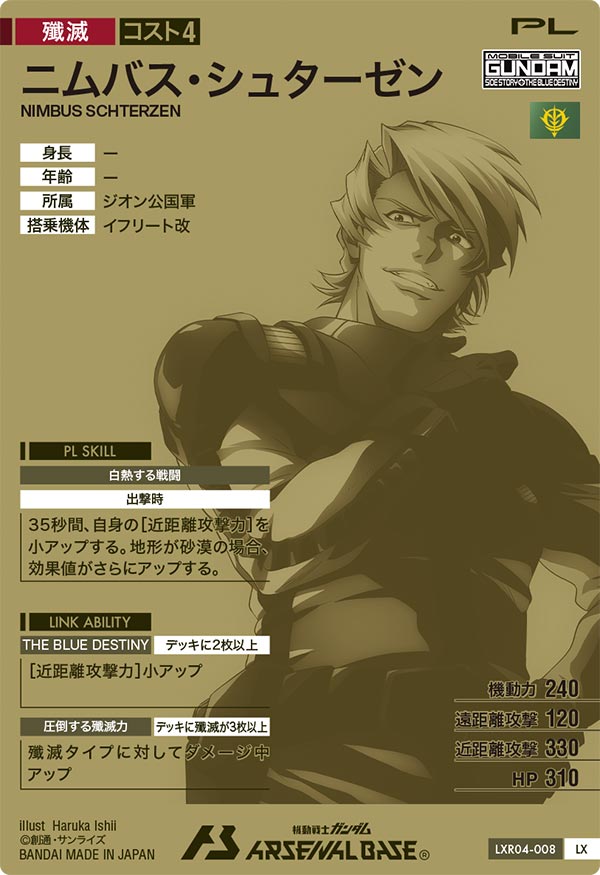 殲滅 コスト4
PL
ニムバス・シュターゼン
NIMBUS SCHTERZEN
MOBILE SUIT
GUNDAM
SIDE STORY THE BLUE DESTINY
身長 ー
年齢 ー
所属 ジオン公国軍
搭乗機体 イフリート改
PL SKILL
白熱する戦闘
出撃時
35秒間、自身の[近距離攻撃力]を
小アップする。地形が砂漠の場合、
効果値がさらにアップする。
LINK ABILITY
THE BLUE DESTINY デッキに2枚以上
[近距離攻撃力]小アップ
圧倒する殲滅力 デッキに殲滅が3枚以上
殲滅タイプに対してダメージ中
アップ
機動力 240
遠距離攻撃 120
近距離攻撃 330
HP 310
illust Haruka Ishii
©創通・サンライズ
BANDAI MADE IN JAPAN
機動戦士ガンダム
ARSENAL BASE®
LXR04-008 LX